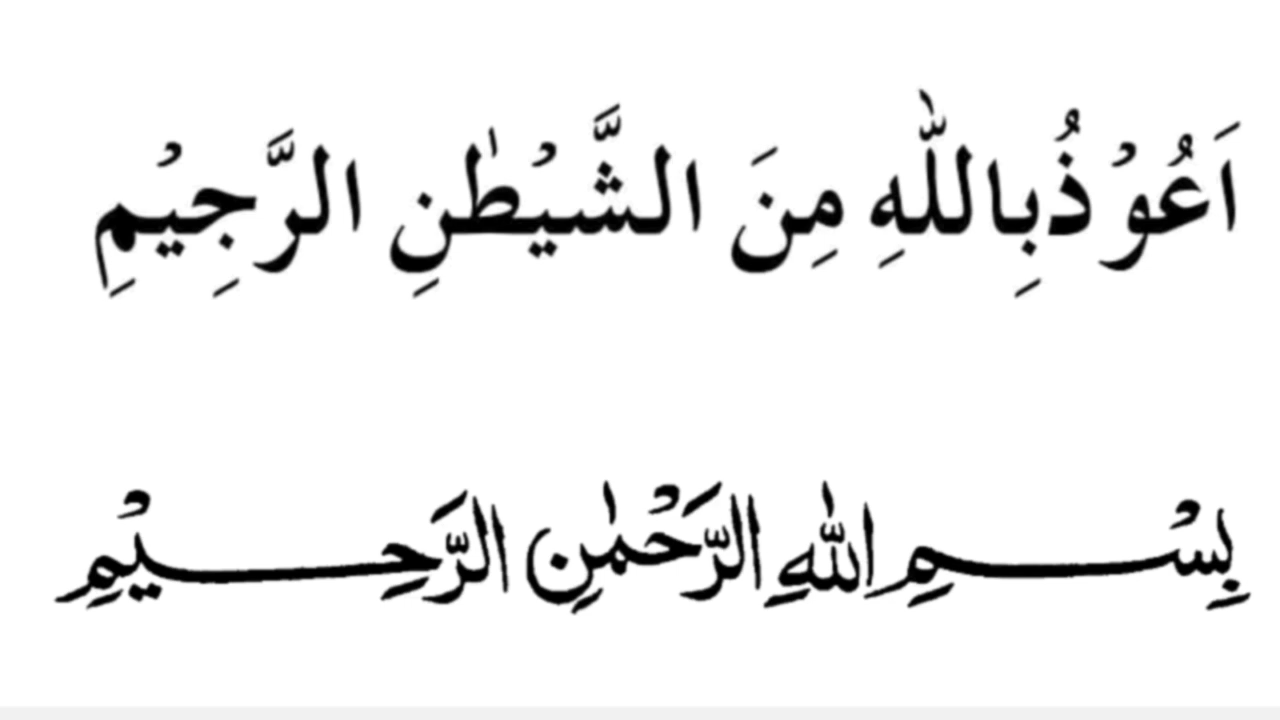 اَعُوْذُبِاللّٰهِ مِنَ الشَّيْطٰنِ الرَّجِيْمِ
بِسْمِ اللّٰهِ الرَّحْمٰنِ الرَّحِيْمِ